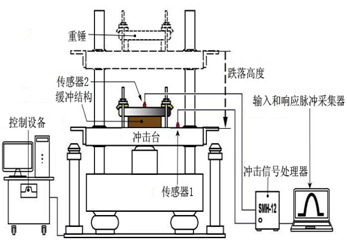 重锤
传感器2
缓冲结构
跌落高度
输入和响应脉冲采集器
控制设备
冲击台
冲击信号处理器
传感器1
SMH-12